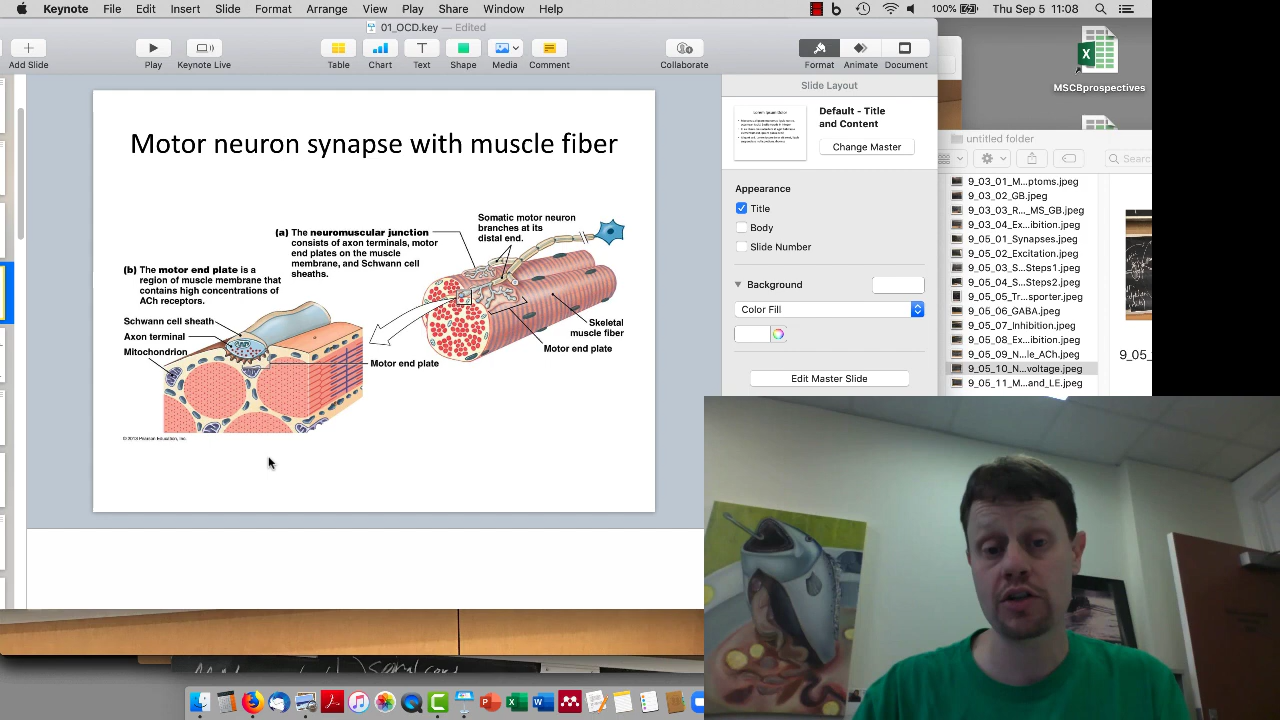 Keynote File Edit Insert Slide Format Arrange View Play Share Window Help 100% Thu Sep 5 11:08
01_OCD.key — Edited
Add Slide Play Keynote Live Table Chart Text Shape Media Comment Collaborate Format Animate Document
Motor neuron synapse with muscle fiber
(a) The neuromuscular junction
consists of axon terminals, motor
end plates on the muscle
membrane, and Schwann cell
sheaths.
Somatic motor neuron
branches at its
distal end.
(b) The motor end plate is a
region of muscle membrane that
contains high concentrations of
ACh receptors.
Schwann cell sheath
Axon terminal
Mitochondrion
Motor end plate
Skeletal
muscle fiber
Motor end plate
© 2013 Pearson Education, Inc.
Slide Layout
Default - Title
and Content
Change Master
Appearance
Title
Body
Slide Number
Background
Color Fill
Edit Master Slide
MSCBprospectives
untitled folder
Searc
9_03_01_M...ptoms.jpeg
9_03_02_GB.jpeg
9_03_03_R..._MS_GB.jpeg
9_03_04_Ex...ibition.jpeg
9_05_01_Synapses.jpeg
9_05_02_Excitation.jpeg
9_05_03_S...Steps1.jpeg
9_05_04_S...Steps2.jpeg
9_05_05_Tr...sporter.jpeg
9_05_06_GABA.jpeg
9_05_07_Inhibition.jpeg
9_05_08_Ex...ibition.jpeg
9_05_09_N...le_ACh.jpeg
9_05_10_N...voltage.jpeg
9_05_11_M...and_LE.jpeg
9_05_